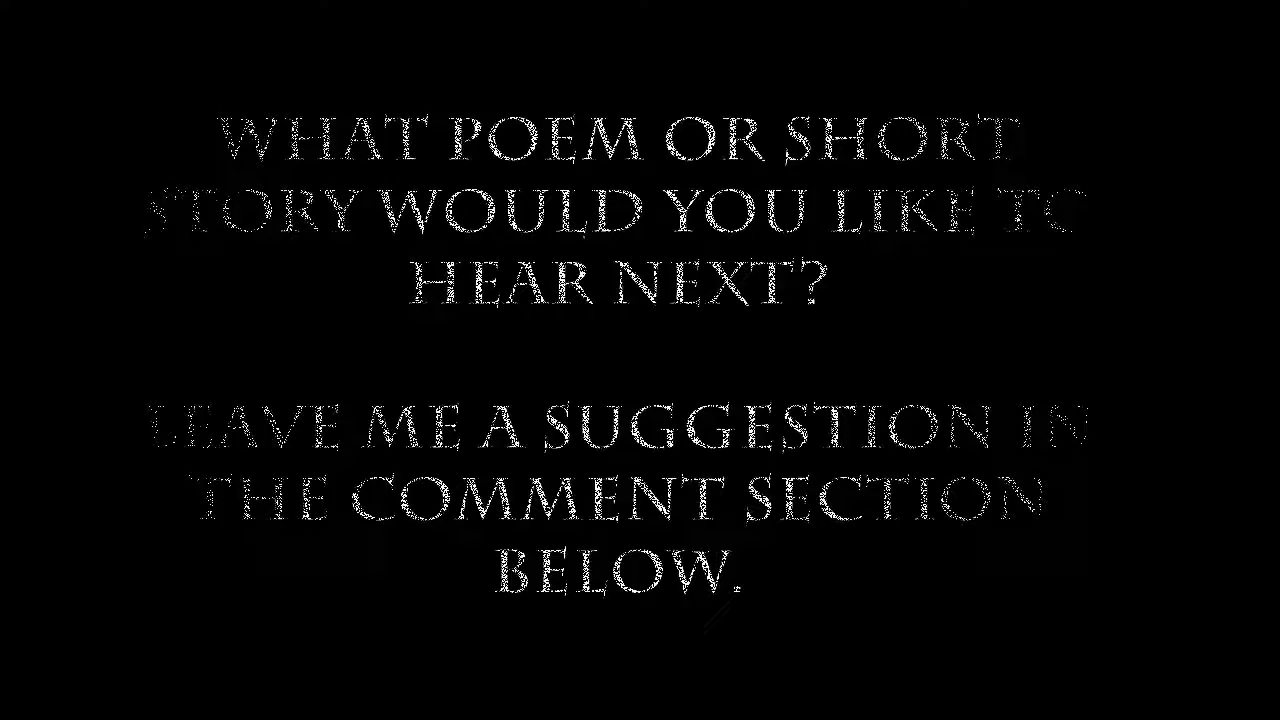 WHAT POEM OR SHORT
STORY WOULD YOU LIKE TO
HEAR NEXT?
LEAVE ME A SUGGESTION IN
THE COMMENT SECTION
BELOW.